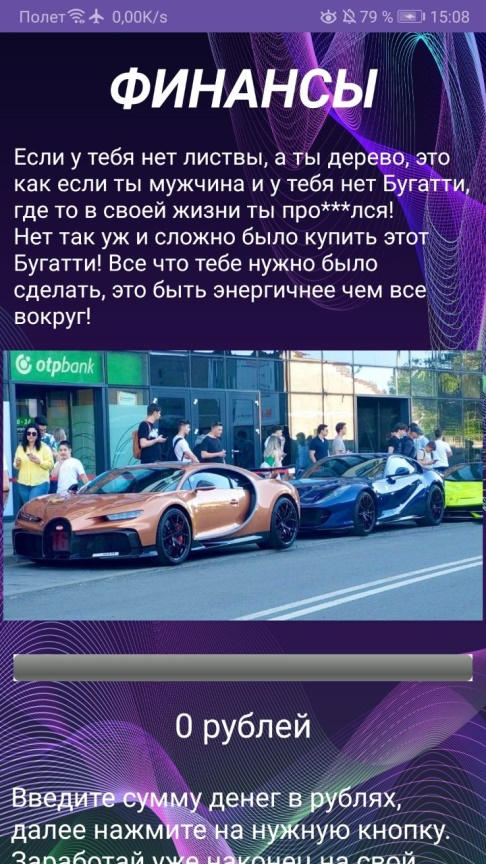 Полет 0,00K/s 79 % 15:08
ФИНАНСЫ
Если у тебя нет листвы, а ты дерево, это
как если ты мужчина и у тебя нет Бугатти,
где то в своей жизни ты про***лся!
Нет так уж и сложно было купить этот
Бугатти! Все что тебе нужно было
сделать, это быть энергичнее чем все
вокруг!
otpbank
0 рублей
Введите сумму денег в рублях,
далее нажмите на нужную кнопку.
Заработай уже наконец на свой